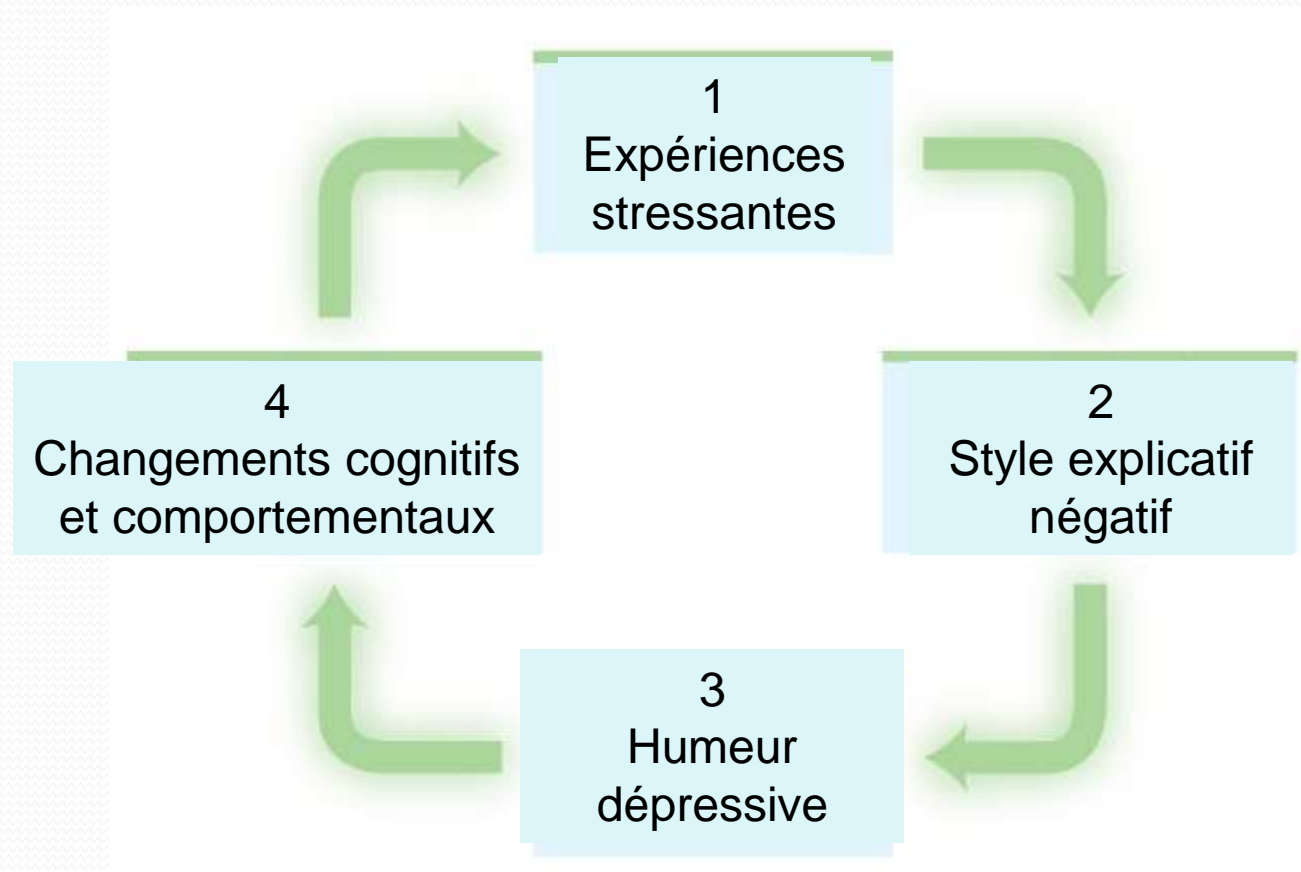 1
Expériences
stressantes
2
Style explicatif
négatif
3
Humeur
dépressive
4
Changements cognitifs
et comportementaux